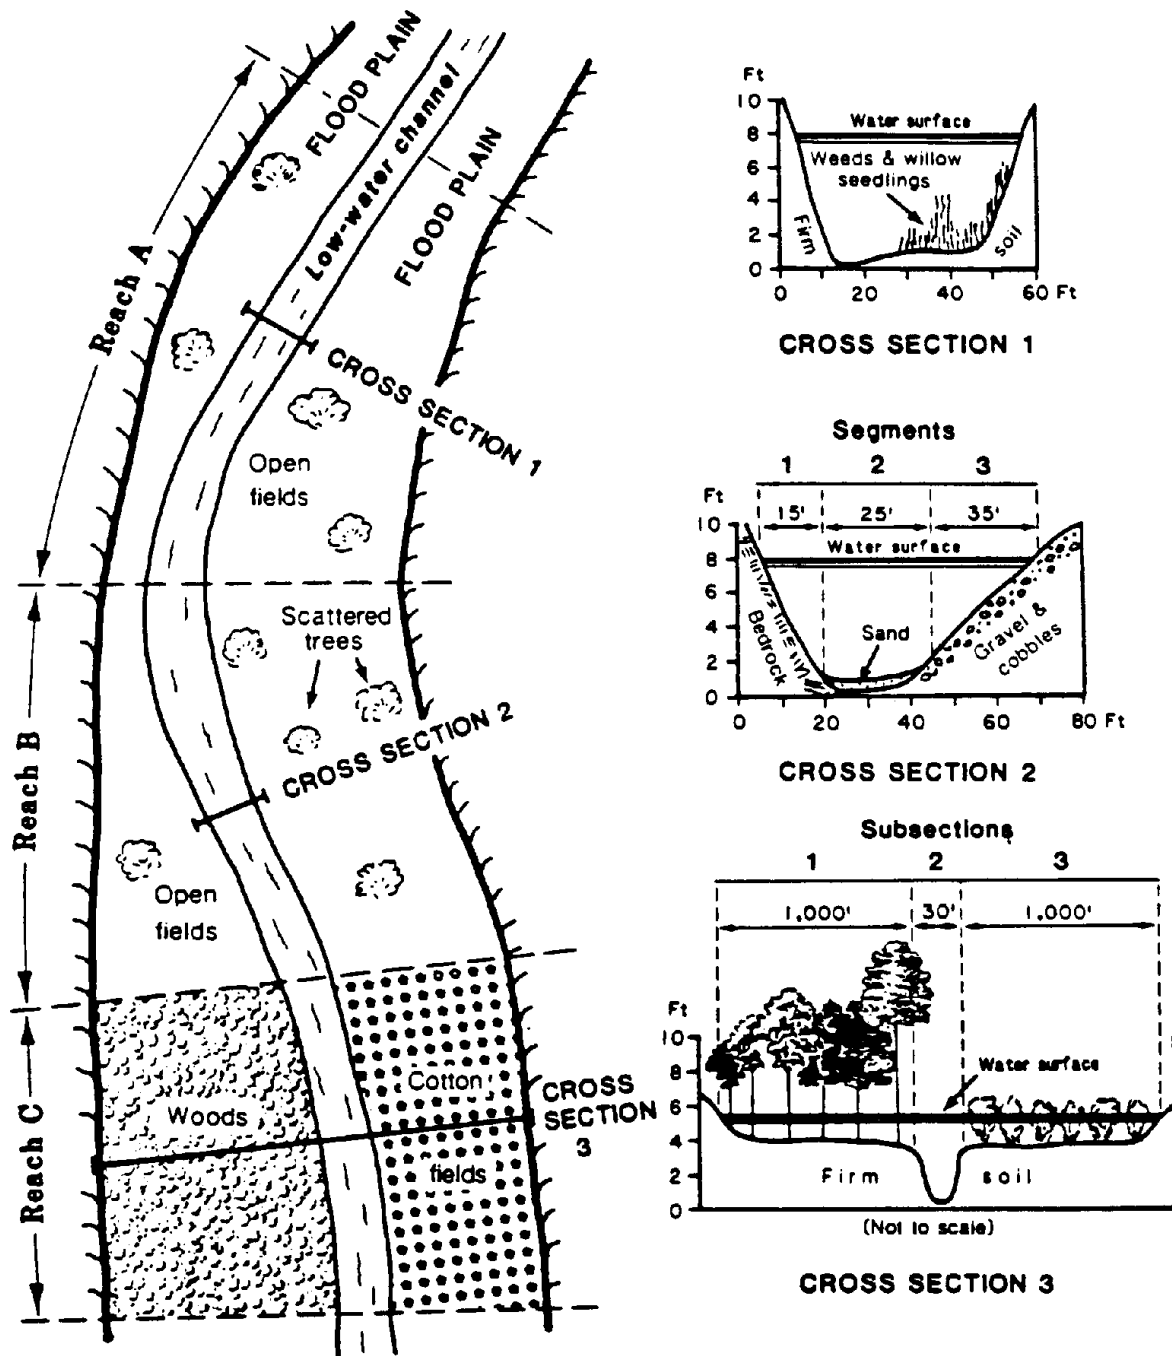 FLOOD PLAIN
Low-water channel
FLOOD PLAIN
Reach A
CROSS SECTION 1
Open
fields
Scattered
trees
Reach B
CROSS SECTION 2
Open
fields
Reach C
Woods
Cotton
fields
CROSS
SECTION
3
Ft
10
8
6
4
2
0
Water surface
Weeds & willow
seedlings
Firm
soil
0 20 40 60 Ft
CROSS SECTION 1
Segments
1 2 3
Ft
15' 25' 35'
10
8
6
4
2
0
Water surface
Bedrock
Sand
Gravel &
cobbles
0 20 40 60 80 Ft
CROSS SECTION 2
Subsections
1 2 3
1,000' 30' 1,000'
Ft
10
8
6
4
2
0
Water surface
Firm soil
(Not to scale)
CROSS SECTION 3